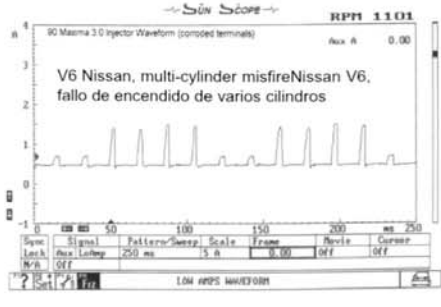 Sun Scope
RPM 1101
A
90 Maxima 3.0 Injector Waveform (corroded terminals)
Aux A 0.00
4
V6 Nissan, multi-cylinder misfireNissan V6,
fallo de encendido de varios cilindros
3
2
1
0
-1
0 50 100 150 200 ms 250
Sync Signal Pattern/Sweep Scale Frame Movie Cursor
Lock Aux LoAmp 250 ms 5 A 0.00 Off Off
N/A Off
? Set Frz LOW AMPS WAVEFORM